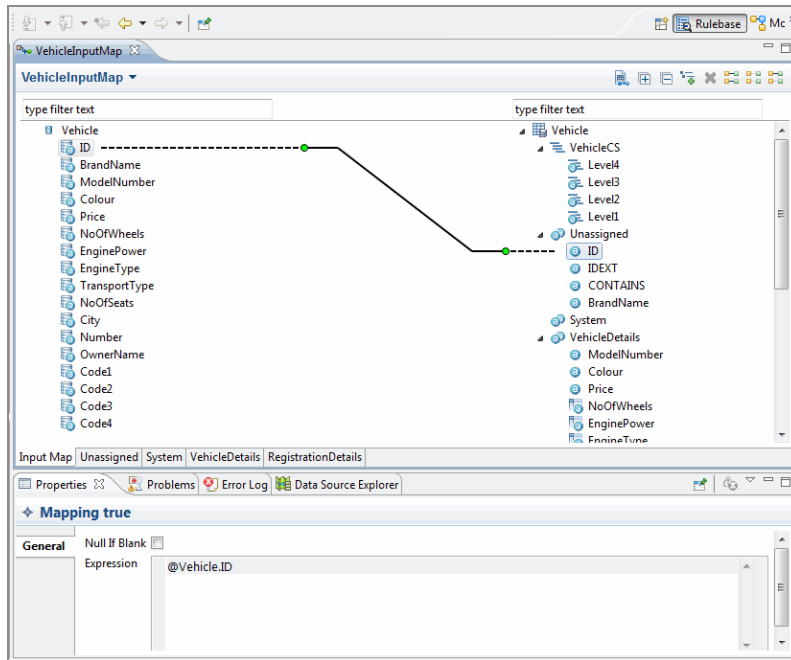 Rulebase Mc
VehicleInputMap
VehicleInputMap
type filter text
Vehicle
ID
BrandName
ModelNumber
Colour
Price
NoOfWheels
EnginePower
EngineType
TransportType
NoOfSeats
City
Number
OwnerName
Code1
Code2
Code3
Code4
type filter text
Vehicle
VehicleCS
Level4
Level3
Level2
Level1
Unassigned
ID
IDEXT
CONTAINS
BrandName
System
VehicleDetails
ModelNumber
Colour
Price
NoOfWheels
EnginePower
EngineType
Input Map Unassigned System VehicleDetails RegistrationDetails
Properties Problems Error Log Data Source Explorer
Mapping true
General
Null If Blank
Expression
@Vehicle.ID